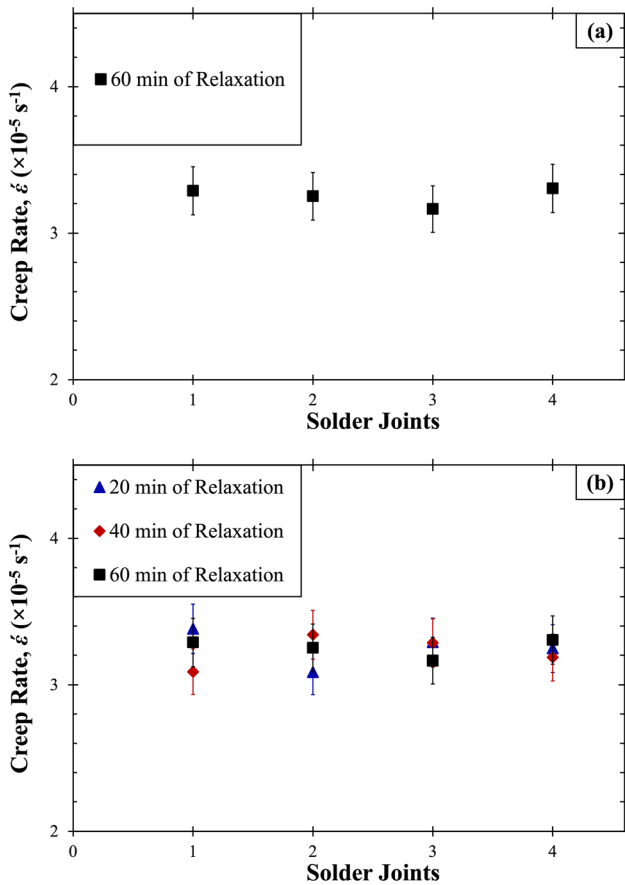 (a)
60 min of Relaxation
Creep Rate, έ (×10⁻⁵ s⁻¹)
4
3
2
0 1 2 3 4
Solder Joints
(b)
20 min of Relaxation
40 min of Relaxation
60 min of Relaxation
Creep Rate, έ (×10⁻⁵ s⁻¹)
4
3
2
0 1 2 3 4
Solder Joints